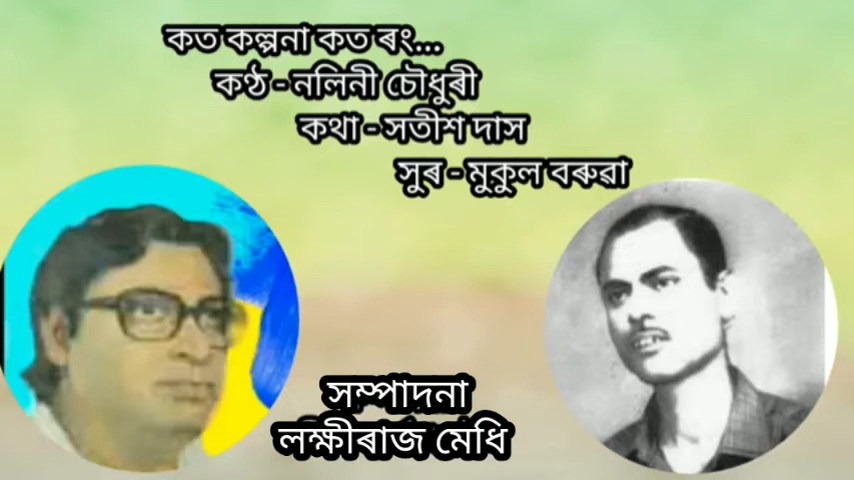 কত কল্পনা কত ৰং...
কণ্ঠ - নলিনী চৌধুৰী
কথা - সতীশ দাস
সুৰ - মুকুল বৰুৱা
সম্পাদনা
লক্ষীৰাজ মেধি